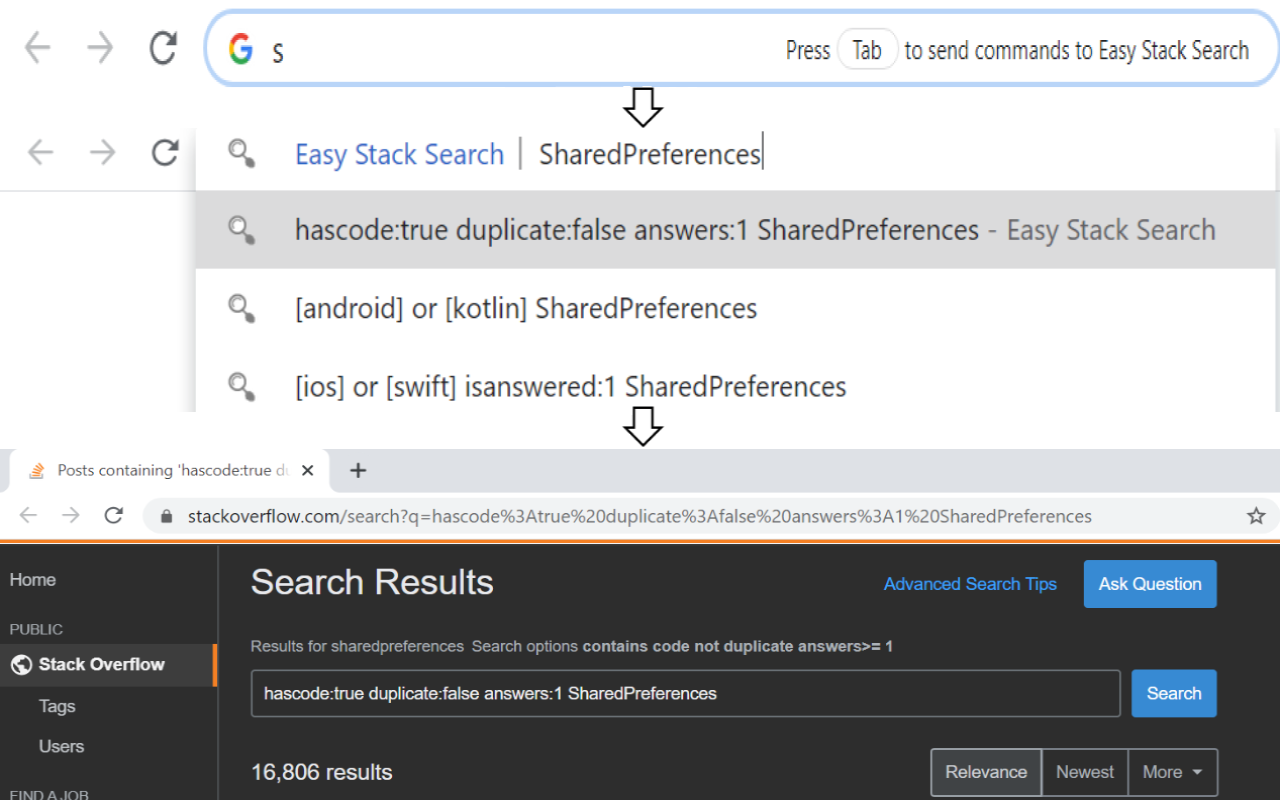 S Press Tab to send commands to Easy Stack Search
Easy Stack Search | SharedPreferences
hascode:true duplicate:false answers:1 SharedPreferences - Easy Stack Search
[android] or [kotlin] SharedPreferences
[ios] or [swift] isanswered:1 SharedPreferences
Posts containing 'hascode:true du
stackoverflow.com/search?q=hascode%3Atrue%20duplicate%3Afalse%20answers%3A1%20SharedPreferences
Home
Search Results
Advanced Search Tips
Ask Question
PUBLIC
Results for sharedpreferences Search options contains code not duplicate answers>= 1
Stack Overflow
hascode:true duplicate:false answers:1 SharedPreferences
Search
Tags
Users
16,806 results
Relevance
Newest
More
FIND A JOB